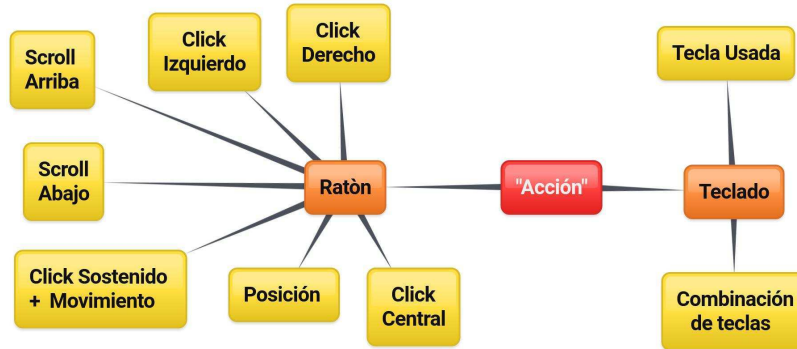 Scroll
Arriba
Click
Izquierdo
Click
Derecho
Tecla Usada
Scroll
Abajo
Ratòn
"Acción"
Teclado
Click Sostenido
+ Movimiento
Posición
Click
Central
Combinación
de teclas